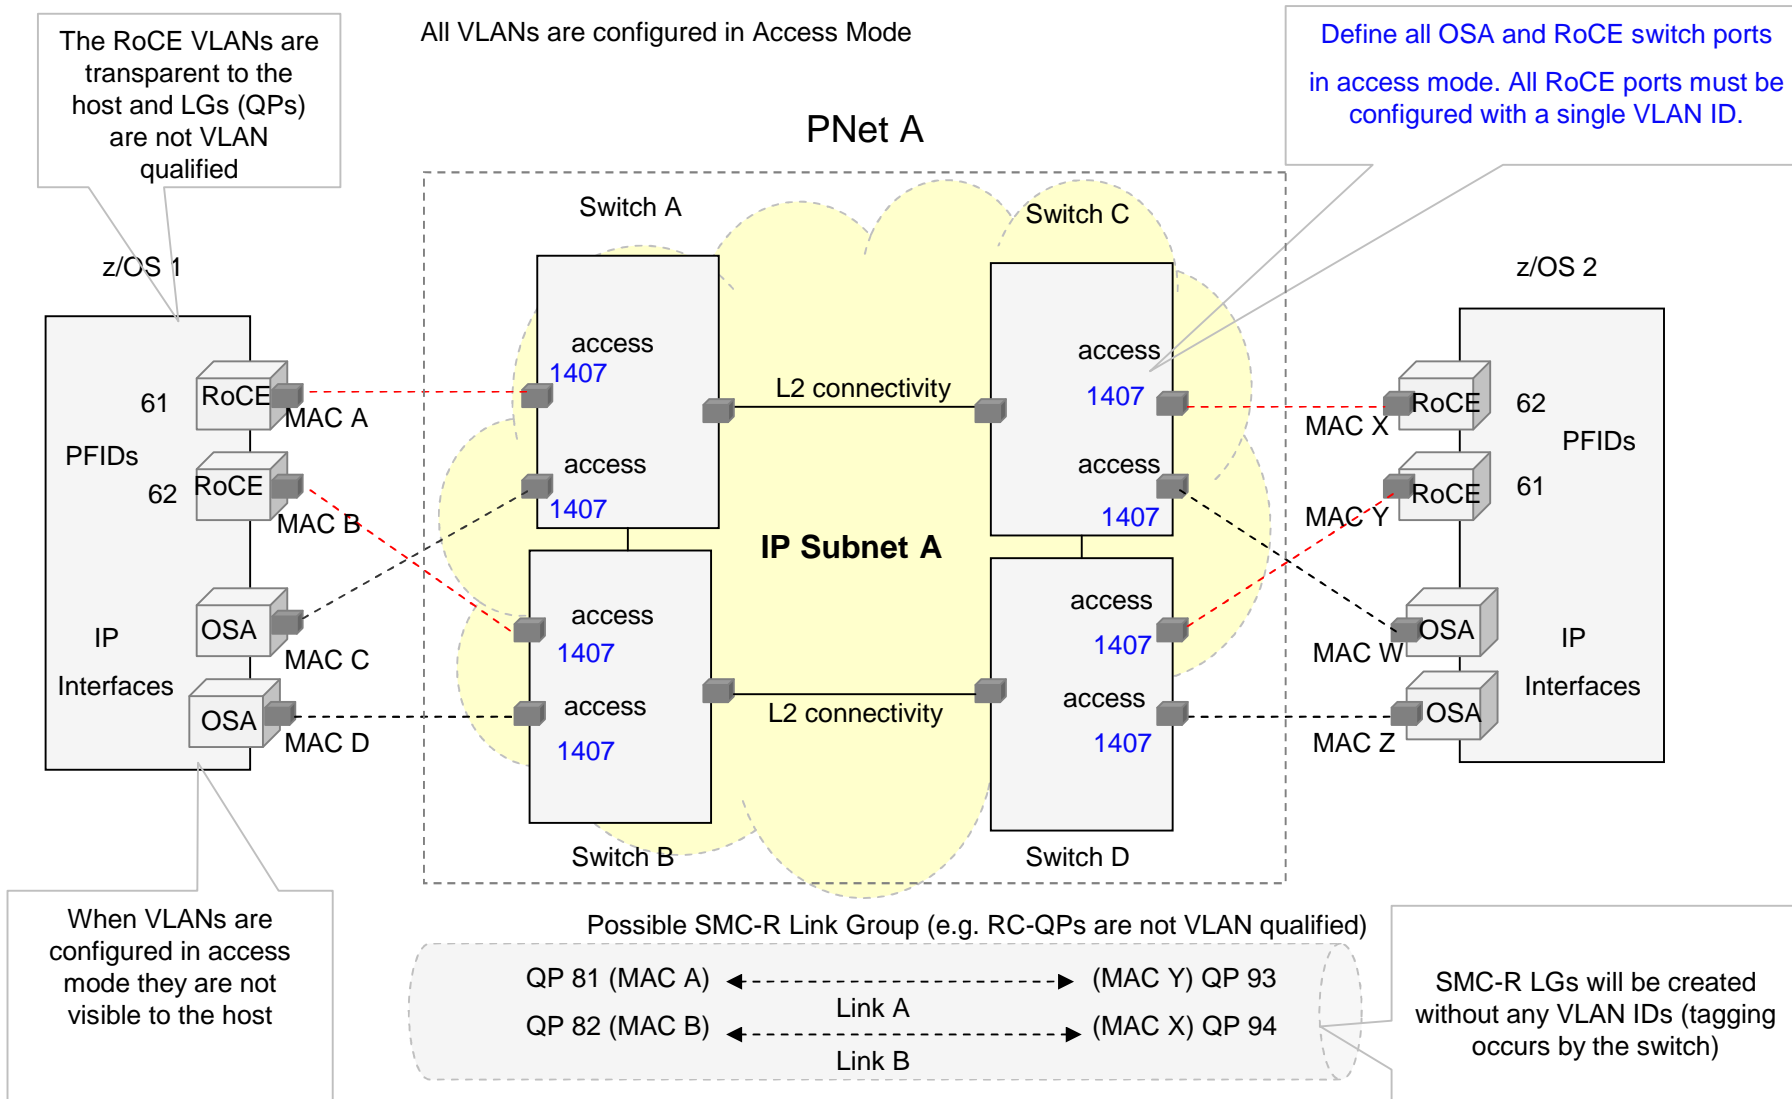 The RoCE VLANs are
transparent to the
host and LGs (QPs)
are not VLAN
qualified
All VLANs are configured in Access Mode
Define all OSA and RoCE switch ports
in access mode. All RoCE ports must be
configured with a single VLAN ID.
PNet A
Switch A
Switch C
z/OS 1
z/OS 2
access
1407
access
1407
L2 connectivity
61
RoCE
MAC A
PFIDs
62
RoCE
MAC B
access
1407
access
1407
MAC X
RoCE
62
PFIDs
RoCE
61
MAC Y
IP Subnet A
OSA
IP
MAC C
Interfaces
OSA
MAC D
access
1407
access
1407
L2 connectivity
access
1407
access
1407
OSA
IP
MAC W
Interfaces
OSA
MAC Z
Switch B
Switch D
When VLANs are
configured in access
mode they are not
visible to the host
Possible SMC-R Link Group (e.g. RC-QPs are not VLAN qualified)
QP 81 (MAC A)
(MAC Y) QP 93
Link A
QP 82 (MAC B)
(MAC X) QP 94
Link B
SMC-R LGs will be created
without any VLAN IDs (tagging
occurs by the switch)